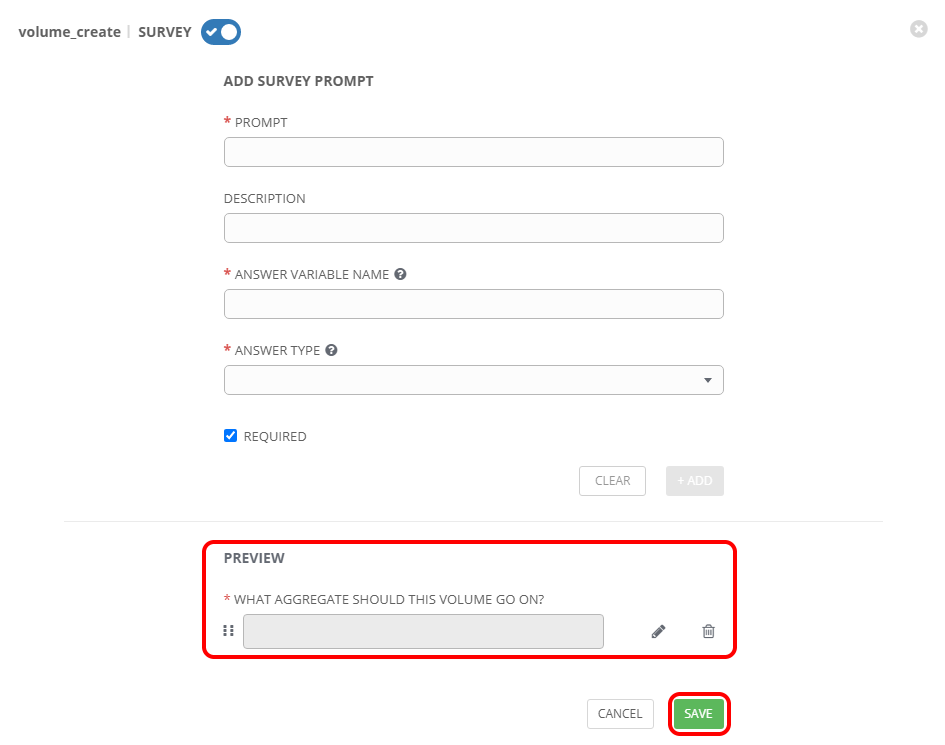 volume_create | SURVEY
ADD SURVEY PROMPT
* PROMPT
DESCRIPTION
* ANSWER VARIABLE NAME ?
* ANSWER TYPE ?
REQUIRED
CLEAR + ADD
PREVIEW
* WHAT AGGREGATE SHOULD THIS VOLUME GO ON?
CANCEL SAVE